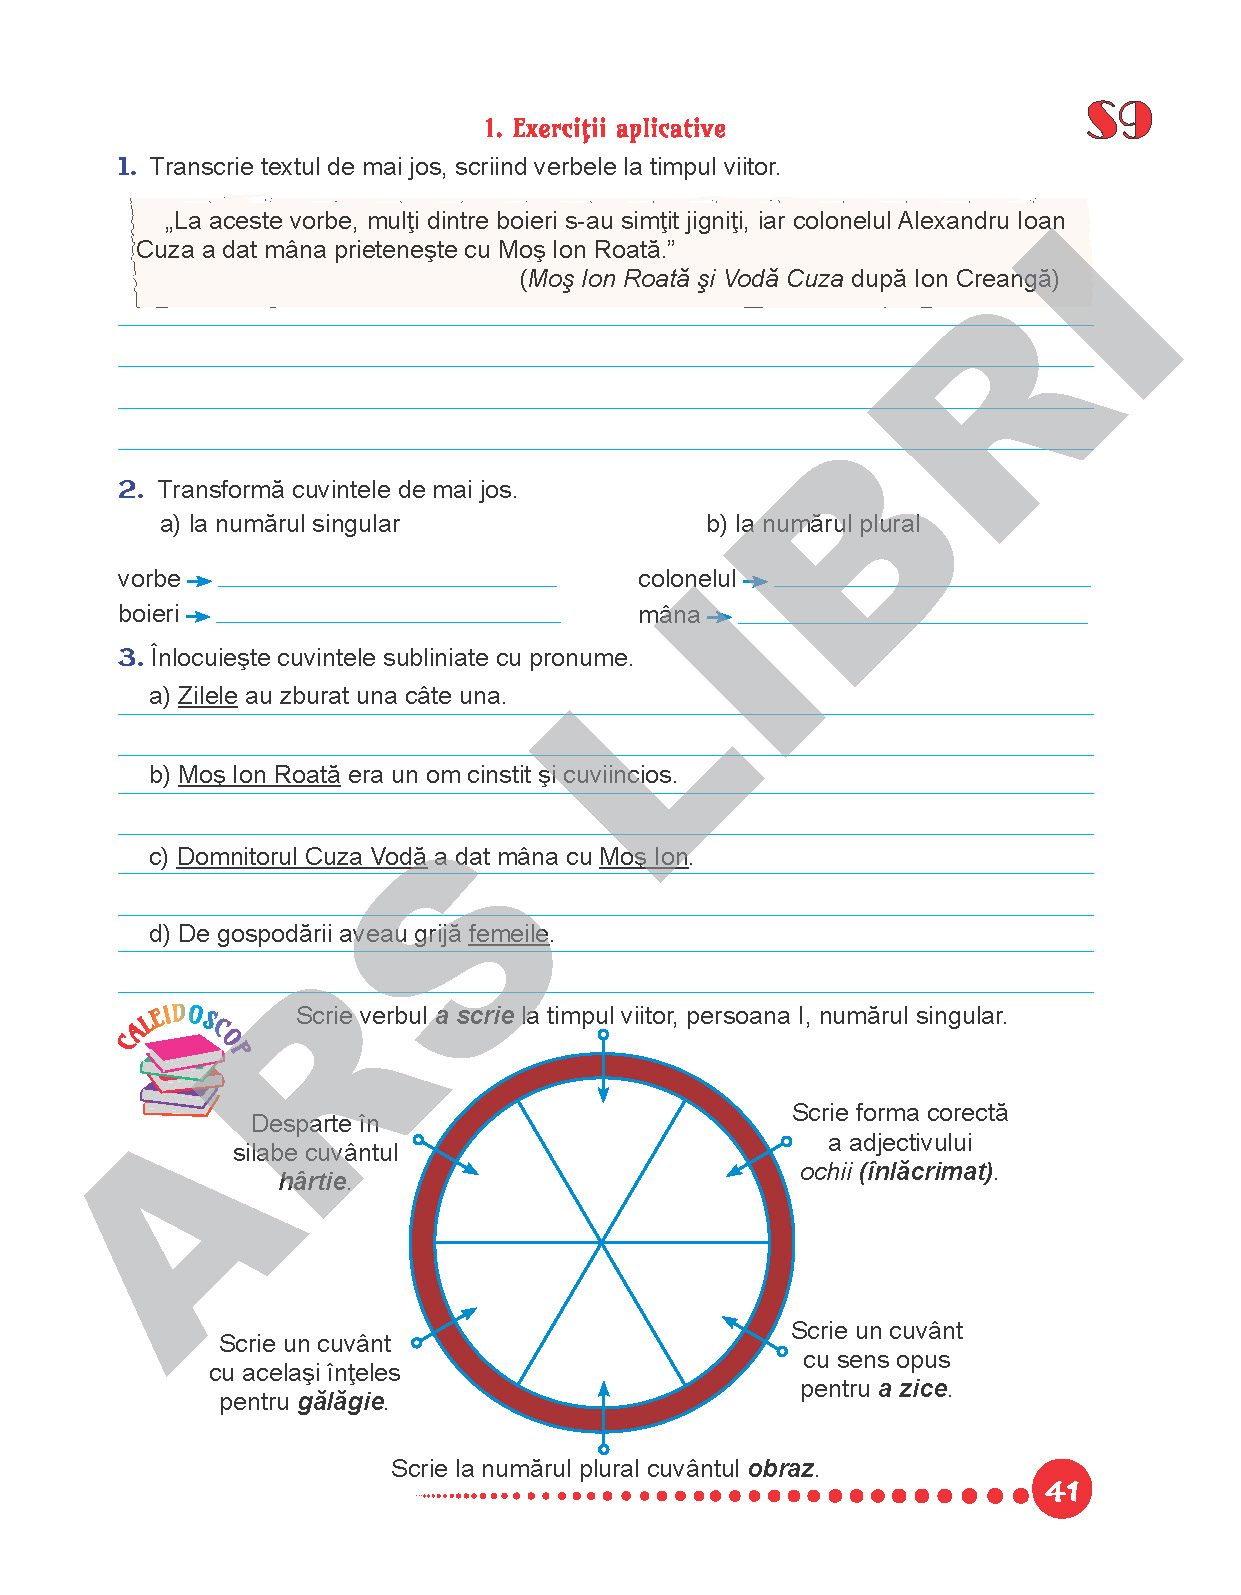 S9
1. Exerciţii aplicative
1. Transcrie textul de mai jos, scriind verbele la timpul viitor.
„La aceste vorbe, mulţi dintre boieri s-au simţit jigniţi, iar colonelul Alexandru Ioan
Cuza a dat mâna prieteneşte cu Moş Ion Roată.”
(Moş Ion Roată şi Vodă Cuza după Ion Creangă)
2. Transformă cuvintele de mai jos.
a) la numărul singular
b) la numărul plural
vorbe
colonelul
boieri
mâna
3. Înlocuieşte cuvintele subliniate cu pronume.
a) Zilele au zburat una câte una.
b) Moş Ion Roată era un om cinstit şi cuviincios.
c) Domnitorul Cuza Vodă a dat mâna cu Moş Ion.
d) De gospodării aveau grijă femeile.
CALEIDOSCOP
Scrie verbul a scrie la timpul viitor, persoana I, numărul singular.
Desparte în
silabe cuvântul
hârtie.
Scrie forma corectă
a adjectivului
ochii (înlăcrimat).
Scrie un cuvânt
cu acelaşi înţeles
pentru gălăgie.
Scrie un cuvânt
cu sens opus
pentru a zice.
Scrie la numărul plural cuvântul obraz.
41
ARS LIBRI